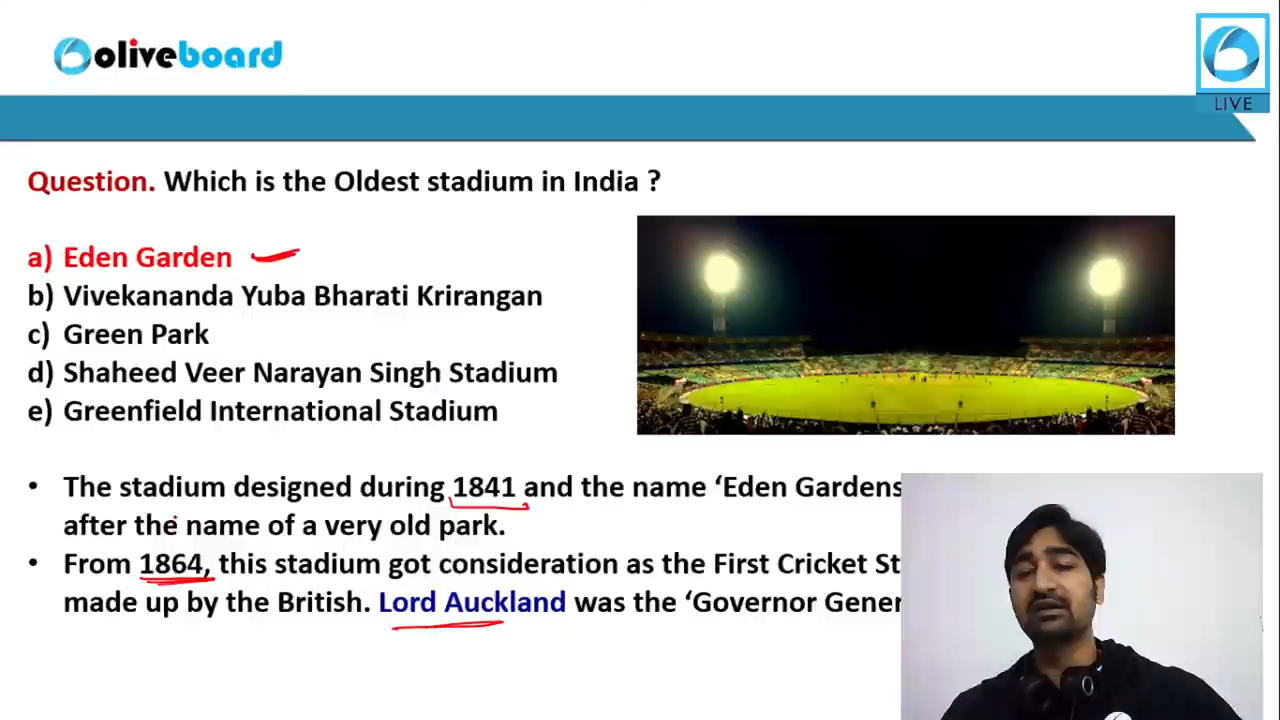 oliveboard
LIVE
Question. Which is the Oldest stadium in India ?
a) Eden Garden
b) Vivekananda Yuba Bharati Krirangan
c) Green Park
d) Shaheed Veer Narayan Singh Stadium
e) Greenfield International Stadium
• The stadium designed during 1841 and the name ‘Eden Gardens
after the name of a very old park.
• From 1864, this stadium got consideration as the First Cricket St
made up by the British. Lord Auckland was the ‘Governor Gener